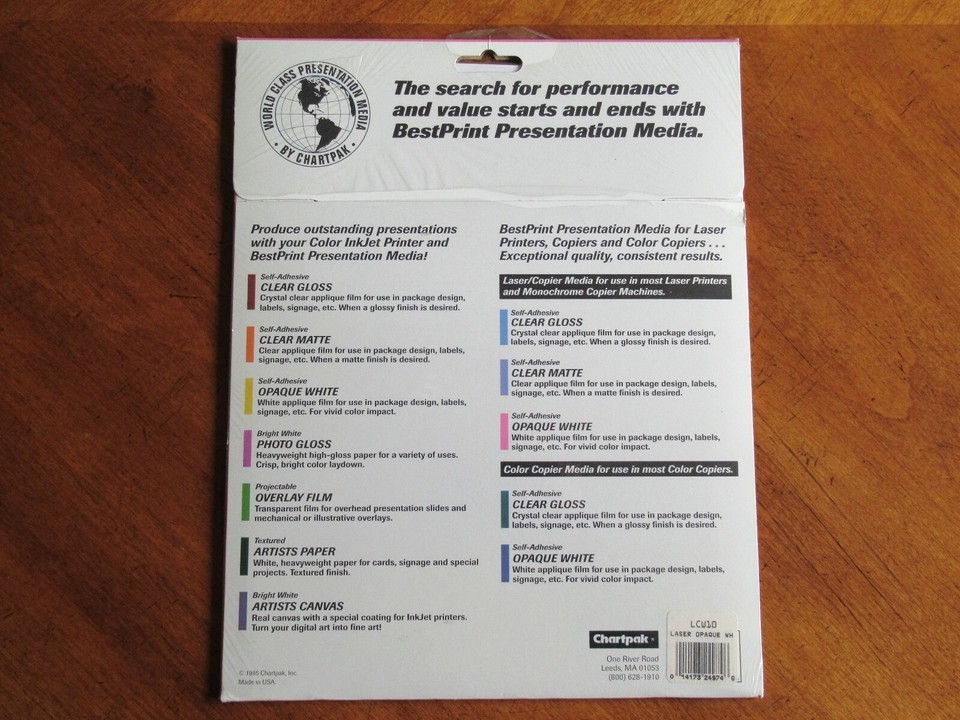 WORLD CLASS PRESENTATION MEDIA
• BY CHARTPAK •
The search for performance
and value starts and ends with
BestPrint Presentation Media.
Produce outstanding presentations
with your Color InkJet Printer and
BestPrint Presentation Media!
Self-Adhesive
CLEAR GLOSS
Crystal clear applique film for use in package design,
labels, signage, etc. When a glossy finish is desired.
Self-Adhesive
CLEAR MATTE
Clear applique film for use in package design, labels,
signage, etc. When a matte finish is desired.
Self-Adhesive
OPAQUE WHITE
White applique film for use in package design, labels,
signage, etc. For vivid color impact.
Bright White
PHOTO GLOSS
Heavyweight high-gloss paper for a variety of uses.
Crisp, bright color laydown.
Projectable
OVERLAY FILM
Transparent film for overhead presentation slides and
mechanical or illustrative overlays.
Textured
ARTISTS PAPER
White, heavyweight paper for cards, signage and special
projects. Textured finish.
Bright White
ARTISTS CANVAS
Real canvas with a special coating for InkJet printers.
Turn your digital art into fine art!
© 1995 Chartpak, Inc.
Made in USA
BestPrint Presentation Media for Laser
Printers, Copiers and Color Copiers . . .
Exceptional quality, consistent results.
Laser/Copier Media for use in most Laser Printers
and Monochrome Copier Machines.
Self-Adhesive
CLEAR GLOSS
Crystal clear applique film for use in package design,
labels, signage, etc. When a glossy finish is desired.
Self-Adhesive
CLEAR MATTE
Clear applique film for use in package design, labels,
signage, etc. When a matte finish is desired.
Self-Adhesive
OPAQUE WHITE
White applique film for use in package design, labels,
signage, etc. For vivid color impact.
Color Copier Media for use in most Color Copiers.
Self-Adhesive
CLEAR GLOSS
Crystal clear applique film for use in package design,
labels, signage, etc. When a glossy finish is desired.
Self-Adhesive
OPAQUE WHITE
White applique film for use in package design, labels,
signage, etc. For vivid color impact.
Chartpak
One River Road
Leeds, MA 01053
(800) 628-1910
LCW10
LASER OPAQUE WH
0 14173 24974 6